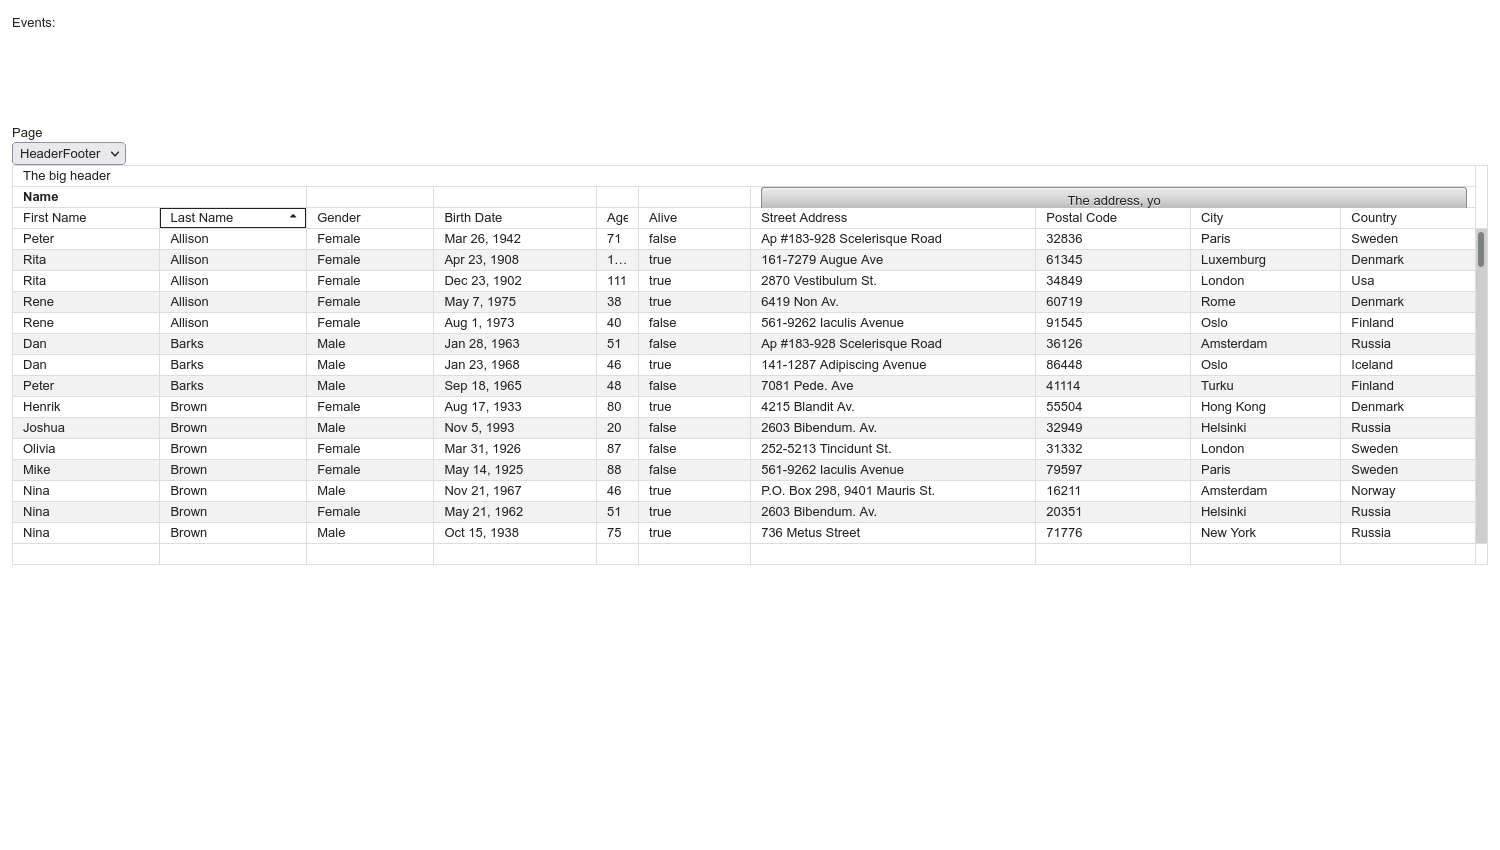 Events:
Page
HeaderFooter
The big header
Name The address, yo
First Name Last Name Gender Birth Date Age Alive Street Address Postal Code City Country
Peter Allison Female Mar 26, 1942 71 false Ap #183-928 Scelerisque Road 32836 Paris Sweden
Rita Allison Female Apr 23, 1908 1… true 161-7279 Augue Ave 61345 Luxemburg Denmark
Rita Allison Female Dec 23, 1902 111 true 2870 Vestibulum St. 34849 London Usa
Rene Allison Female May 7, 1975 38 true 6419 Non Av. 60719 Rome Denmark
Rene Allison Female Aug 1, 1973 40 false 561-9262 Iaculis Avenue 91545 Oslo Finland
Dan Barks Male Jan 28, 1963 51 false Ap #183-928 Scelerisque Road 36126 Amsterdam Russia
Dan Barks Male Jan 23, 1968 46 true 141-1287 Adipiscing Avenue 86448 Oslo Iceland
Peter Barks Male Sep 18, 1965 48 false 7081 Pede. Ave 41114 Turku Finland
Henrik Brown Female Aug 17, 1933 80 true 4215 Blandit Av. 55504 Hong Kong Denmark
Joshua Brown Male Nov 5, 1993 20 false 2603 Bibendum. Av. 32949 Helsinki Russia
Olivia Brown Female Mar 31, 1926 87 false 252-5213 Tincidunt St. 31332 London Sweden
Mike Brown Female May 14, 1925 88 false 561-9262 Iaculis Avenue 79597 Paris Sweden
Nina Brown Male Nov 21, 1967 46 true P.O. Box 298, 9401 Mauris St. 16211 Amsterdam Norway
Nina Brown Female May 21, 1962 51 true 2603 Bibendum. Av. 20351 Helsinki Russia
Nina Brown Male Oct 15, 1938 75 true 736 Metus Street 71776 New York Russia